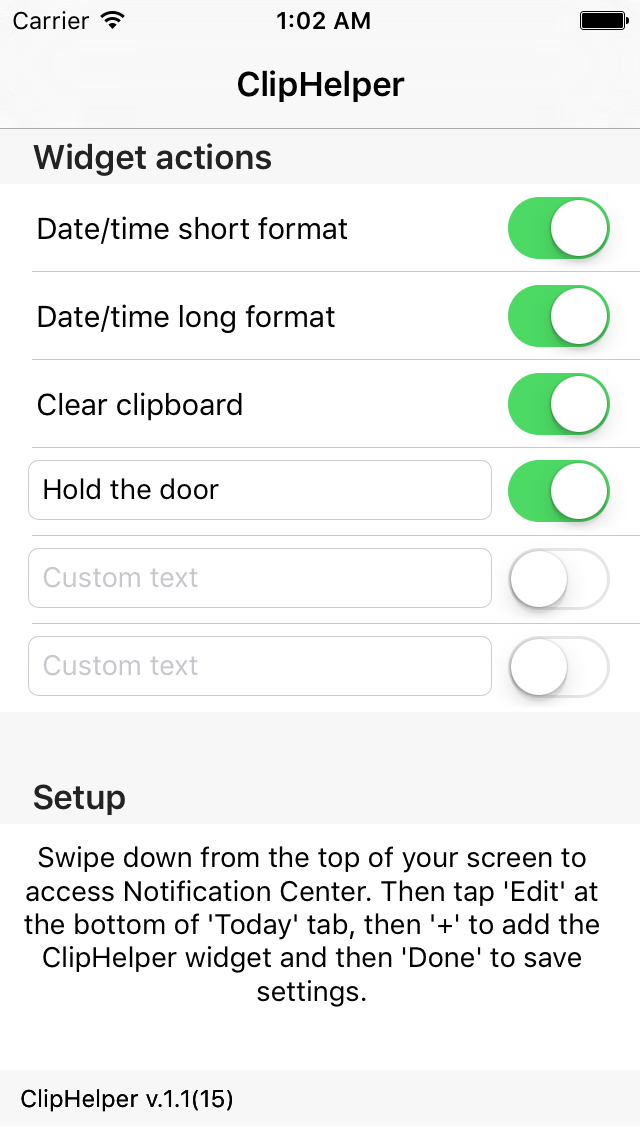 Carrier 1:02 AM
ClipHelper
Widget actions
Date/time short format
Date/time long format
Clear clipboard
Hold the door
Custom text
Custom text
Setup
Swipe down from the top of your screen to
access Notification Center. Then tap 'Edit' at
the bottom of 'Today' tab, then '+' to add the
ClipHelper widget and then 'Done' to save
settings.
ClipHelper v.1.1(15)